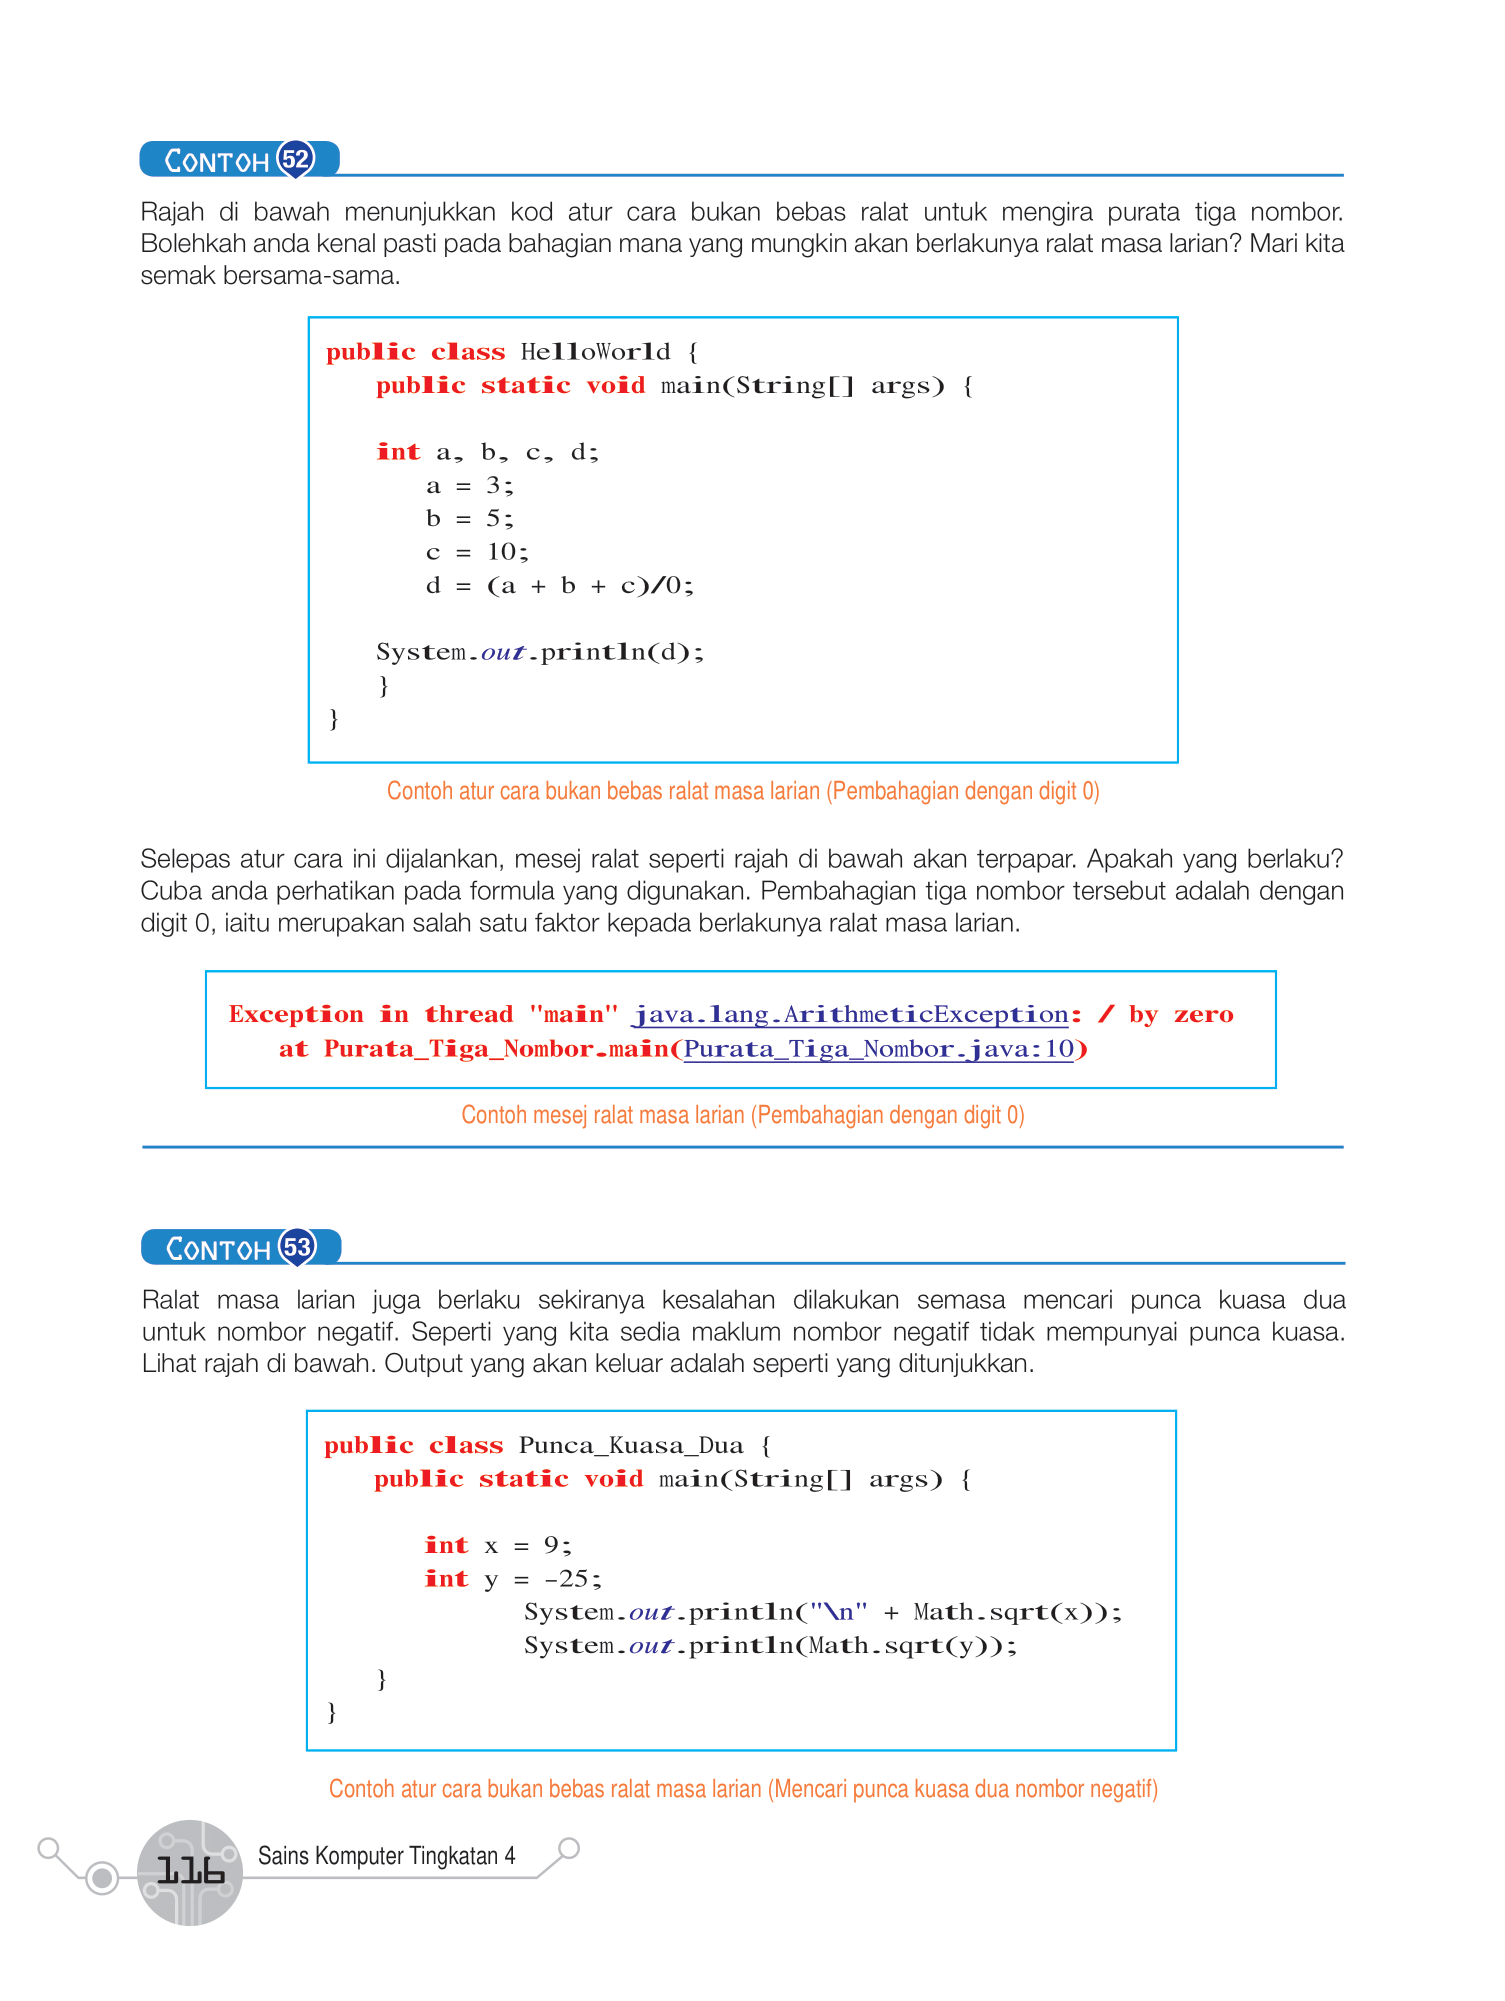 CONTOH 52
Rajah di bawah menunjukkan kod atur cara bukan bebas ralat untuk mengira purata tiga nombor.
Bolehkah anda kenal pasti pada bahagian mana yang mungkin akan berlakunya ralat masa larian? Mari kita
semak bersama-sama.
public class HelloWorld {
public static void main(String[] args) {
int a, b, c, d;
a = 3;
b = 5;
c = 10;
d = (a + b + c)/0;
System.out.println(d);
}
}
Contoh atur cara bukan bebas ralat masa larian (Pembahagian dengan digit 0)
Selepas atur cara ini dijalankan, mesej ralat seperti rajah di bawah akan terpapar. Apakah yang berlaku?
Cuba anda perhatikan pada formula yang digunakan. Pembahagian tiga nombor tersebut adalah dengan
digit 0, iaitu merupakan salah satu faktor kepada berlakunya ralat masa larian.
Exception in thread "main" java.lang.ArithmeticException: / by zero
at Purata_Tiga_Nombor.main(Purata_Tiga_Nombor.java:10)
Contoh mesej ralat masa larian (Pembahagian dengan digit 0)
CONTOH 53
Ralat masa larian juga berlaku sekiranya kesalahan dilakukan semasa mencari punca kuasa dua
untuk nombor negatif. Seperti yang kita sedia maklum nombor negatif tidak mempunyai punca kuasa.
Lihat rajah di bawah. Output yang akan keluar adalah seperti yang ditunjukkan.
public class Punca_Kuasa_Dua {
public static void main(String[] args) {
int x = 9;
int y = -25;
System.out.println("\n" + Math.sqrt(x));
System.out.println(Math.sqrt(y));
}
}
Contoh atur cara bukan bebas ralat masa larian (Mencari punca kuasa dua nombor negatif)
116 Sains Komputer Tingkatan 4